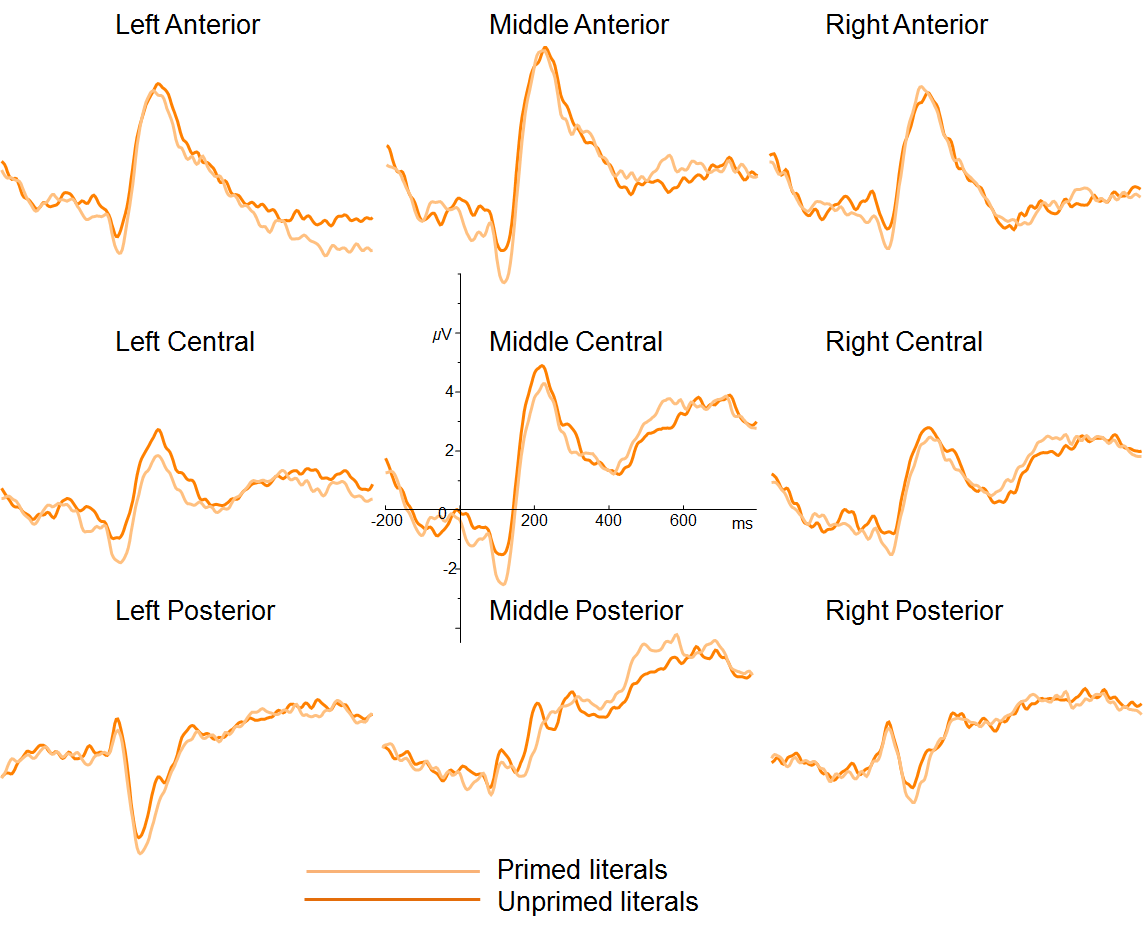 Left Anterior
Middle Anterior
Right Anterior
µV
Left Central
Middle Central
Right Central
4
2
0
-200
200
400
600
ms
-2
Left Posterior
Middle Posterior
Right Posterior
Primed literals
Unprimed literals